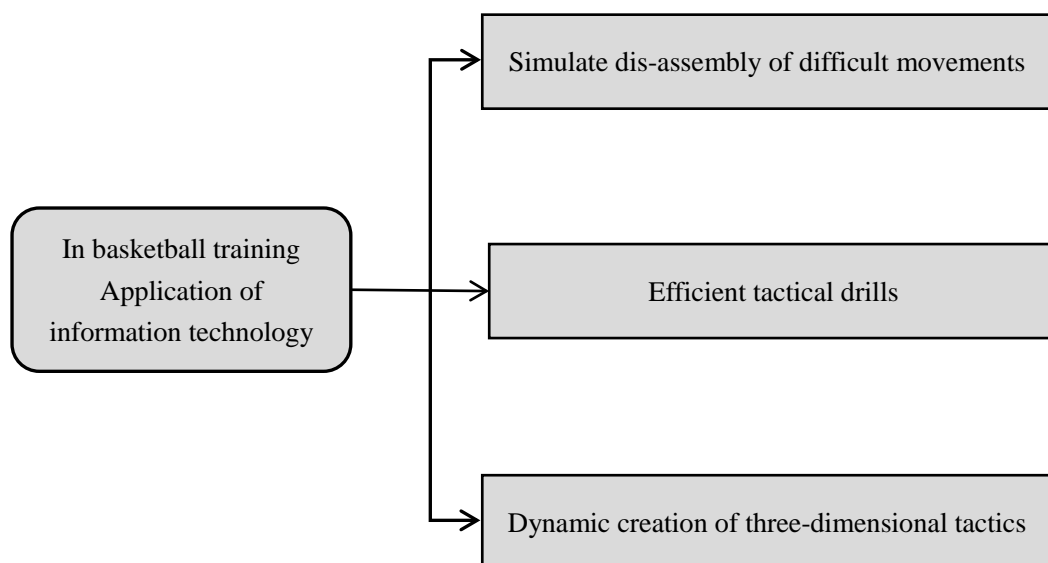 Simulate dis-assembly of difficult movements
In basketball training
Application of
information technology
Efficient tactical drills
Dynamic creation of three-dimensional tactics